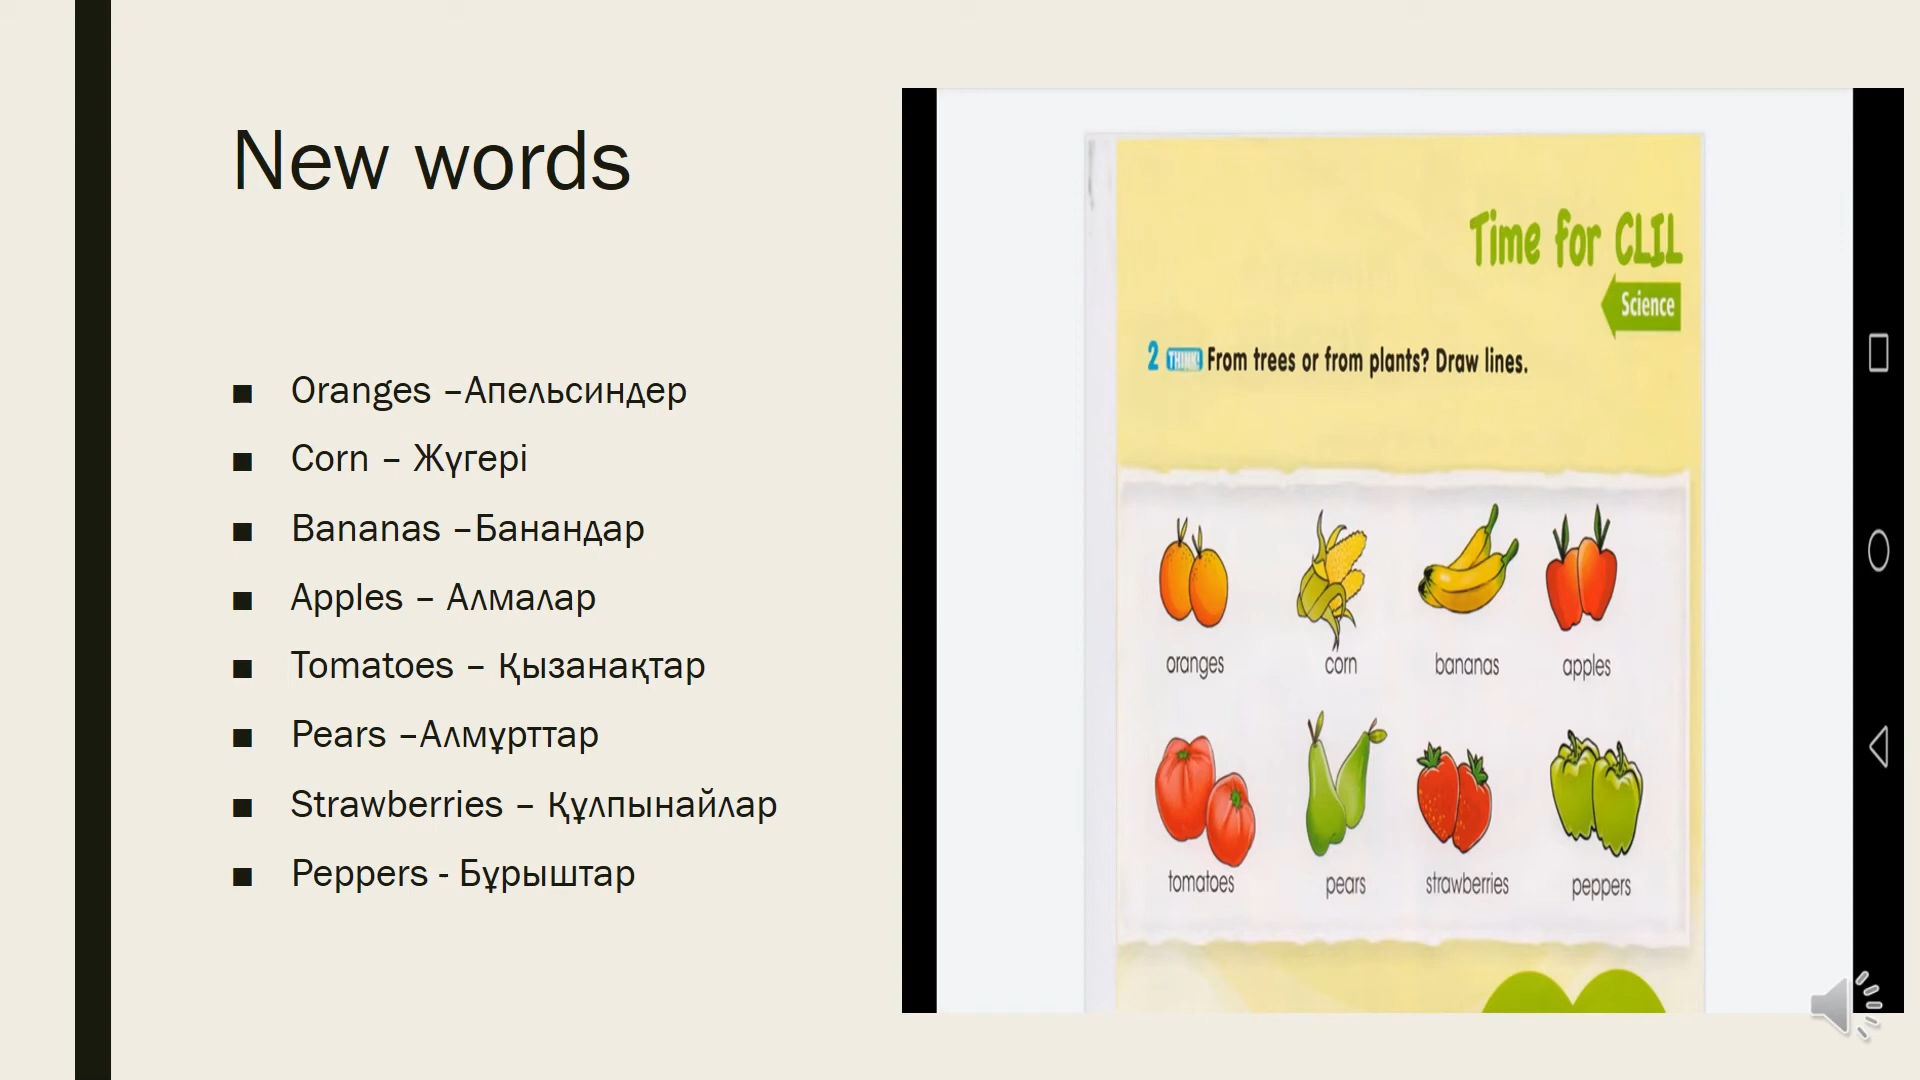 New words
Oranges –Апельсиндер
Corn – Жүгері
Bananas –Банандар
Apples – Алмалар
Tomatoes – Қызанақтар
Pears –Алмұрттар
Strawberries – Құлпынайлар
Peppers - Бұрыштар
Time for CLIL
Science
2 THINK! From trees or from plants? Draw lines.
oranges corn bananas apples
tomatoes pears strawberries peppers